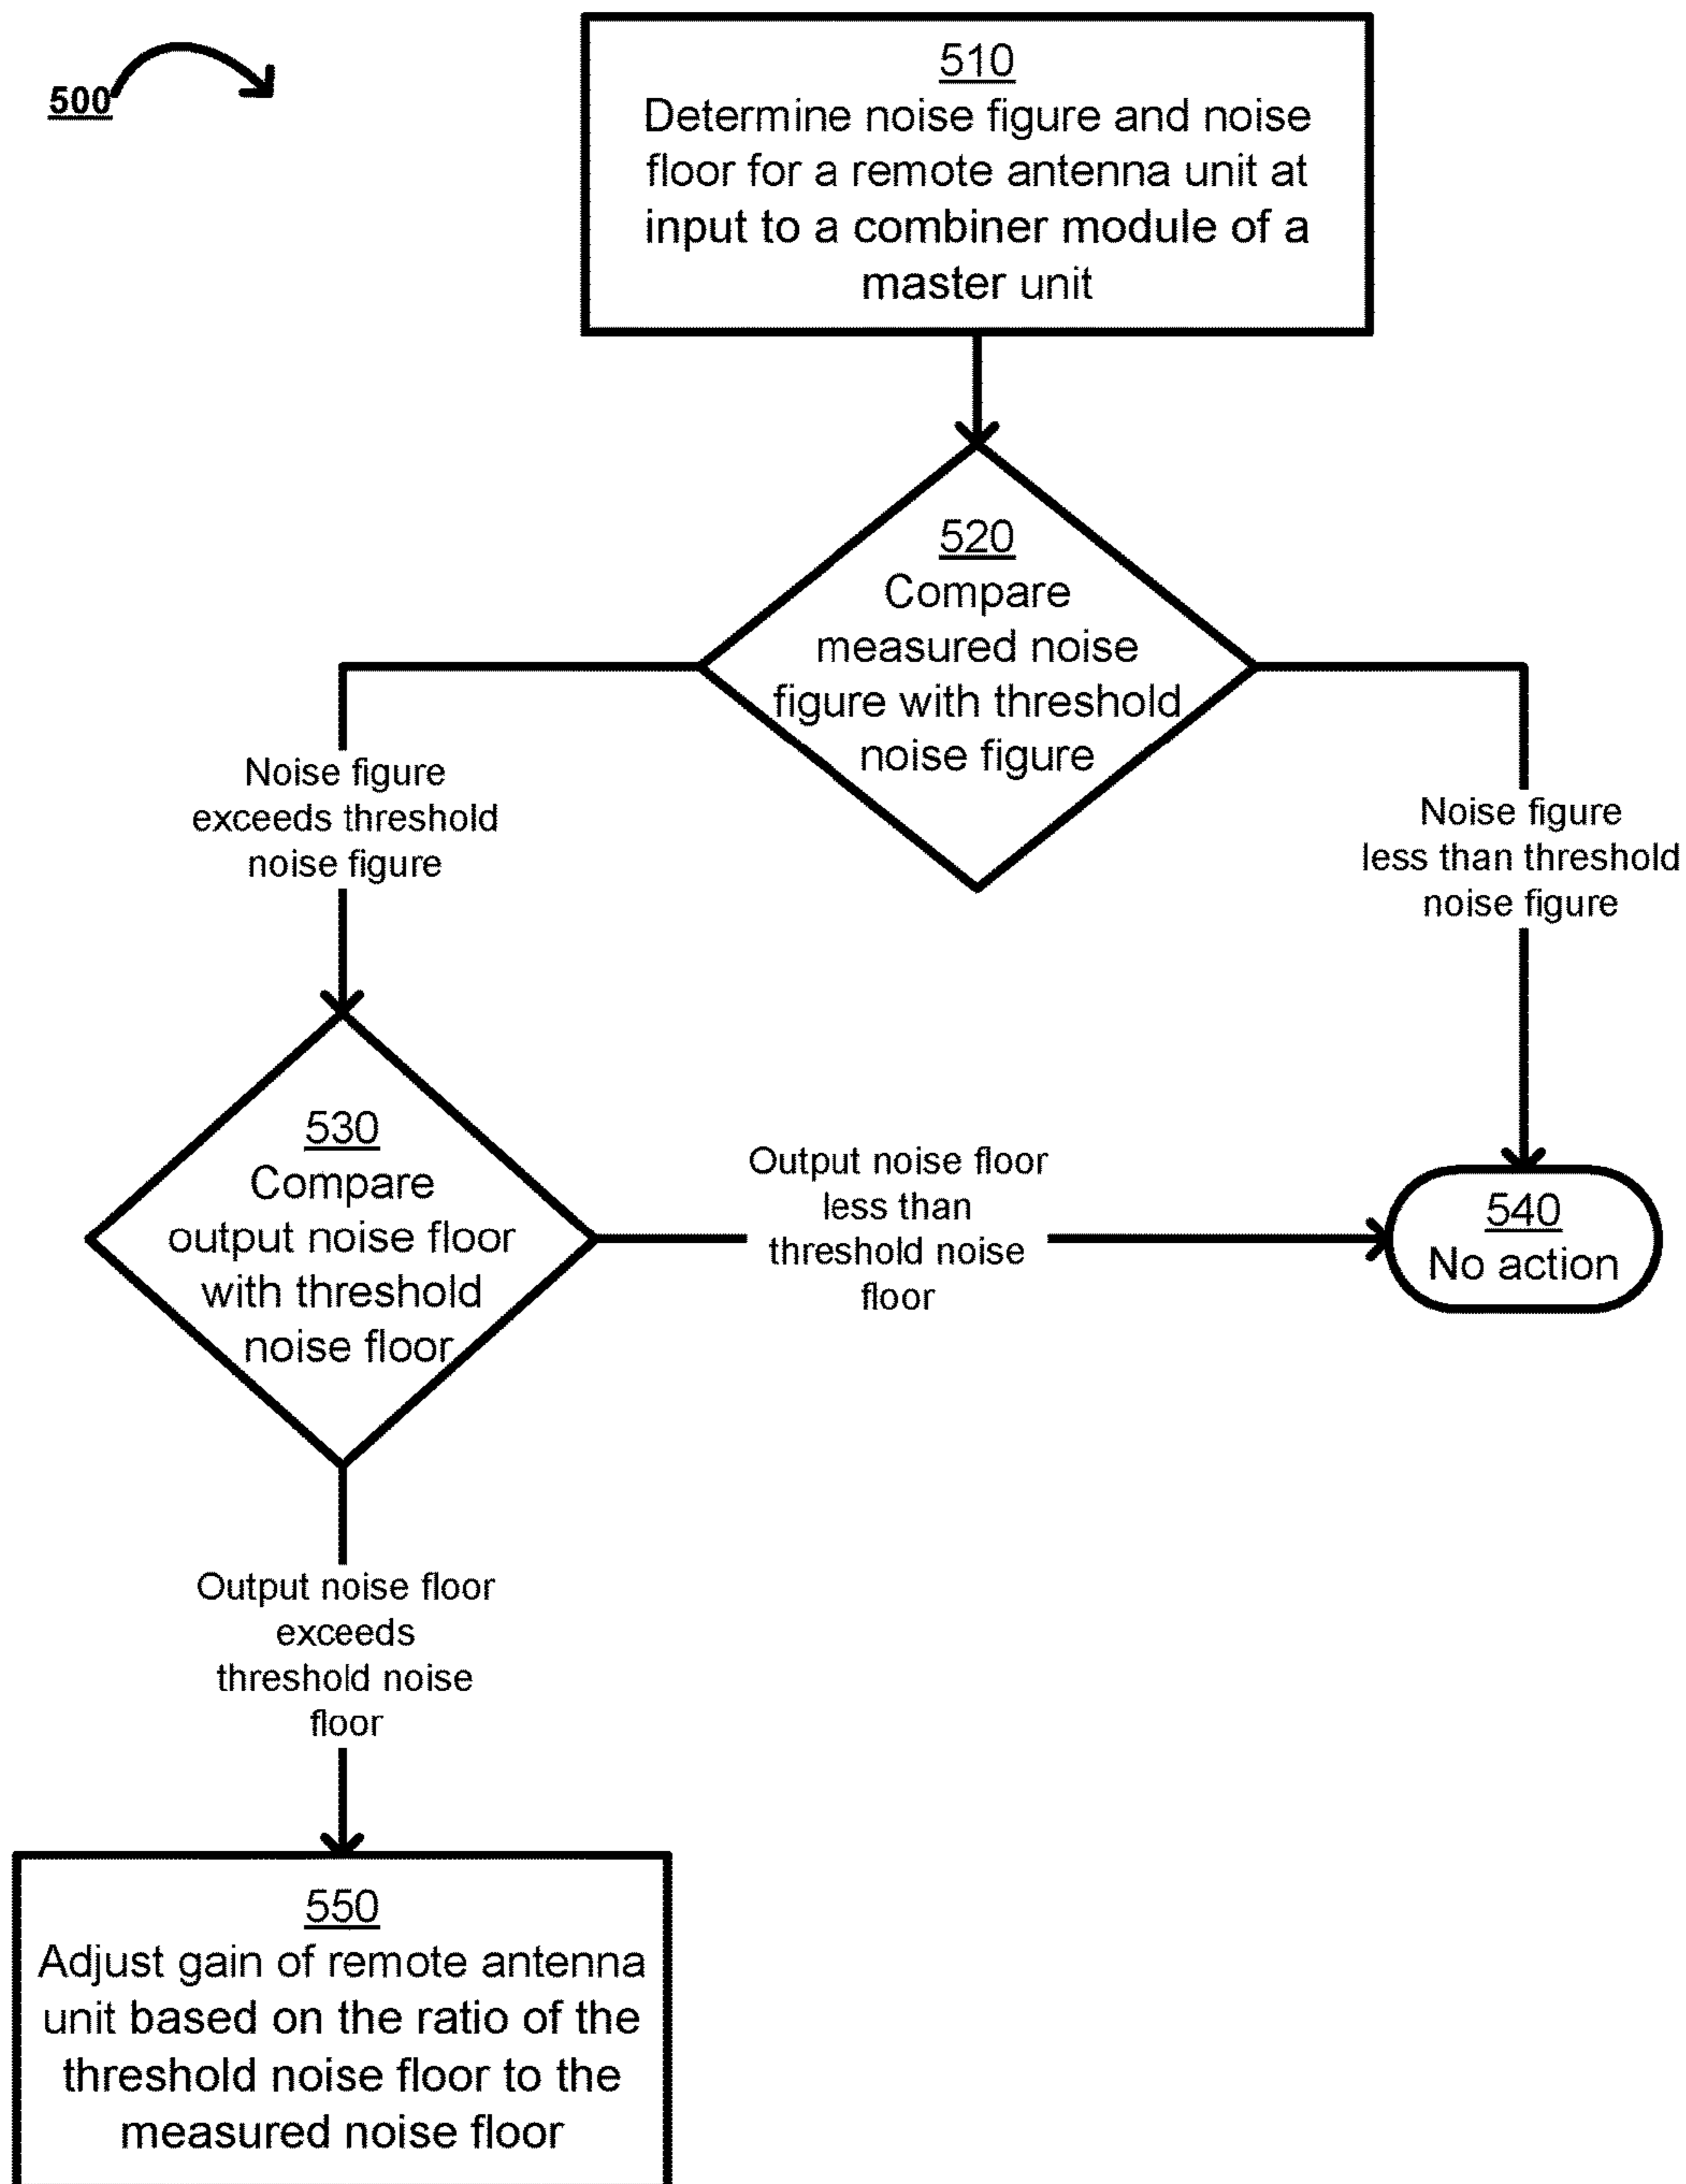 500
510
Determine noise figure and noise
floor for a remote antenna unit at
input to a combiner module of a
master unit
520
Compare
measured noise
figure with threshold
noise figure
Noise figure
exceeds threshold
noise figure
Noise figure
less than threshold
noise figure
530
Compare
output noise floor
with threshold
noise floor
Output noise floor
less than
threshold noise
floor
540
No action
Output noise floor
exceeds
threshold noise
floor
550
Adjust gain of remote antenna
unit based on the ratio of the
threshold noise floor to the
measured noise floor